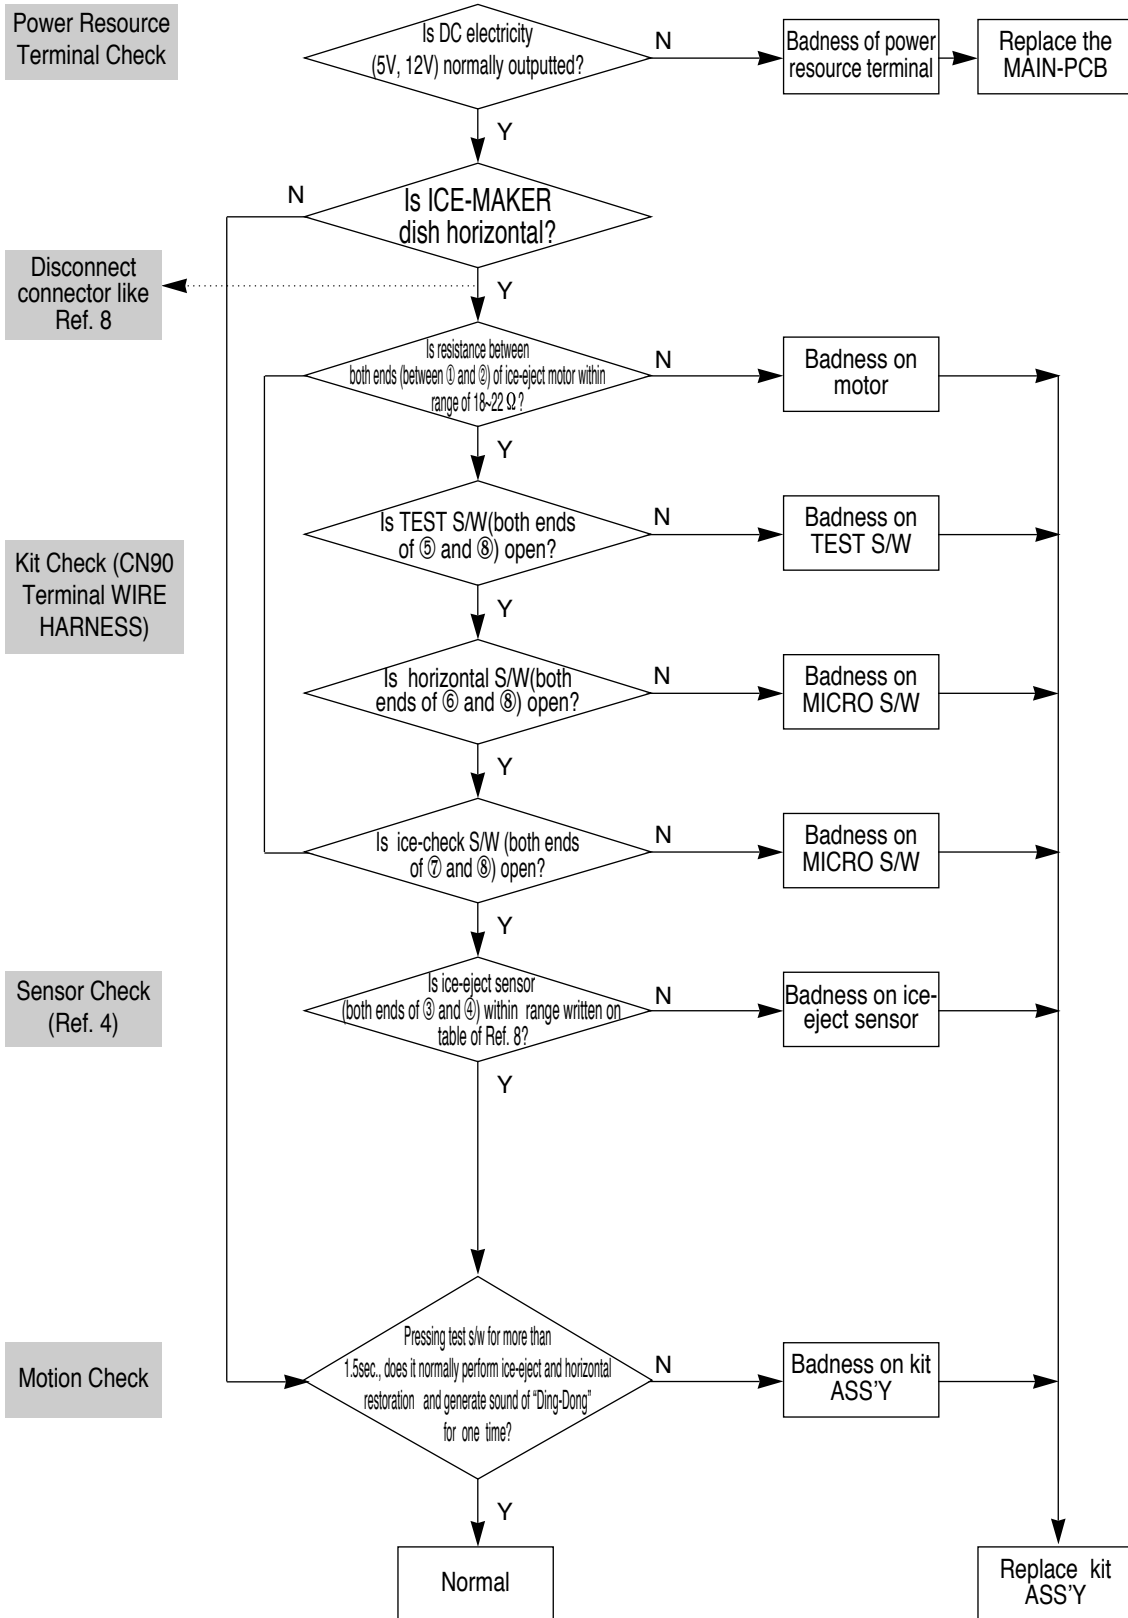 Power Resource
Terminal Check
Is DC electricity
(5V, 12V) normally outputted?
N
Badness of power
resource terminal
Replace the
MAIN-PCB
Y
N
Is ICE-MAKER
dish horizontal?
Disconnect
connector like
Ref. 8
Y
Is resistance between
both ends (between ① and ②) of ice-eject motor within
range of 18~22 Ω ?
N
Badness on
motor
Y
Kit Check (CN90
Terminal WIRE
HARNESS)
Is TEST S/W(both ends
of ⑤ and ⑧) open?
N
Badness on
TEST S/W
Y
Is horizontal S/W(both
ends of ⑥ and ⑧) open?
N
Badness on
MICRO S/W
Y
Is ice-check S/W (both ends
of ⑦ and ⑧) open?
N
Badness on
MICRO S/W
Y
Sensor Check
(Ref. 4)
Is ice-eject sensor
(both ends of ③ and ④) within range written on
table of Ref. 8?
N
Badness on ice-
eject sensor
Y
Motion Check
Pressing test s/w for more than
1.5sec., does it normally perform ice-eject and horizontal
restoration and generate sound of “Ding-Dong”
for one time?
N
Badness on kit
ASS'Y
Y
Normal
Replace kit
ASS'Y